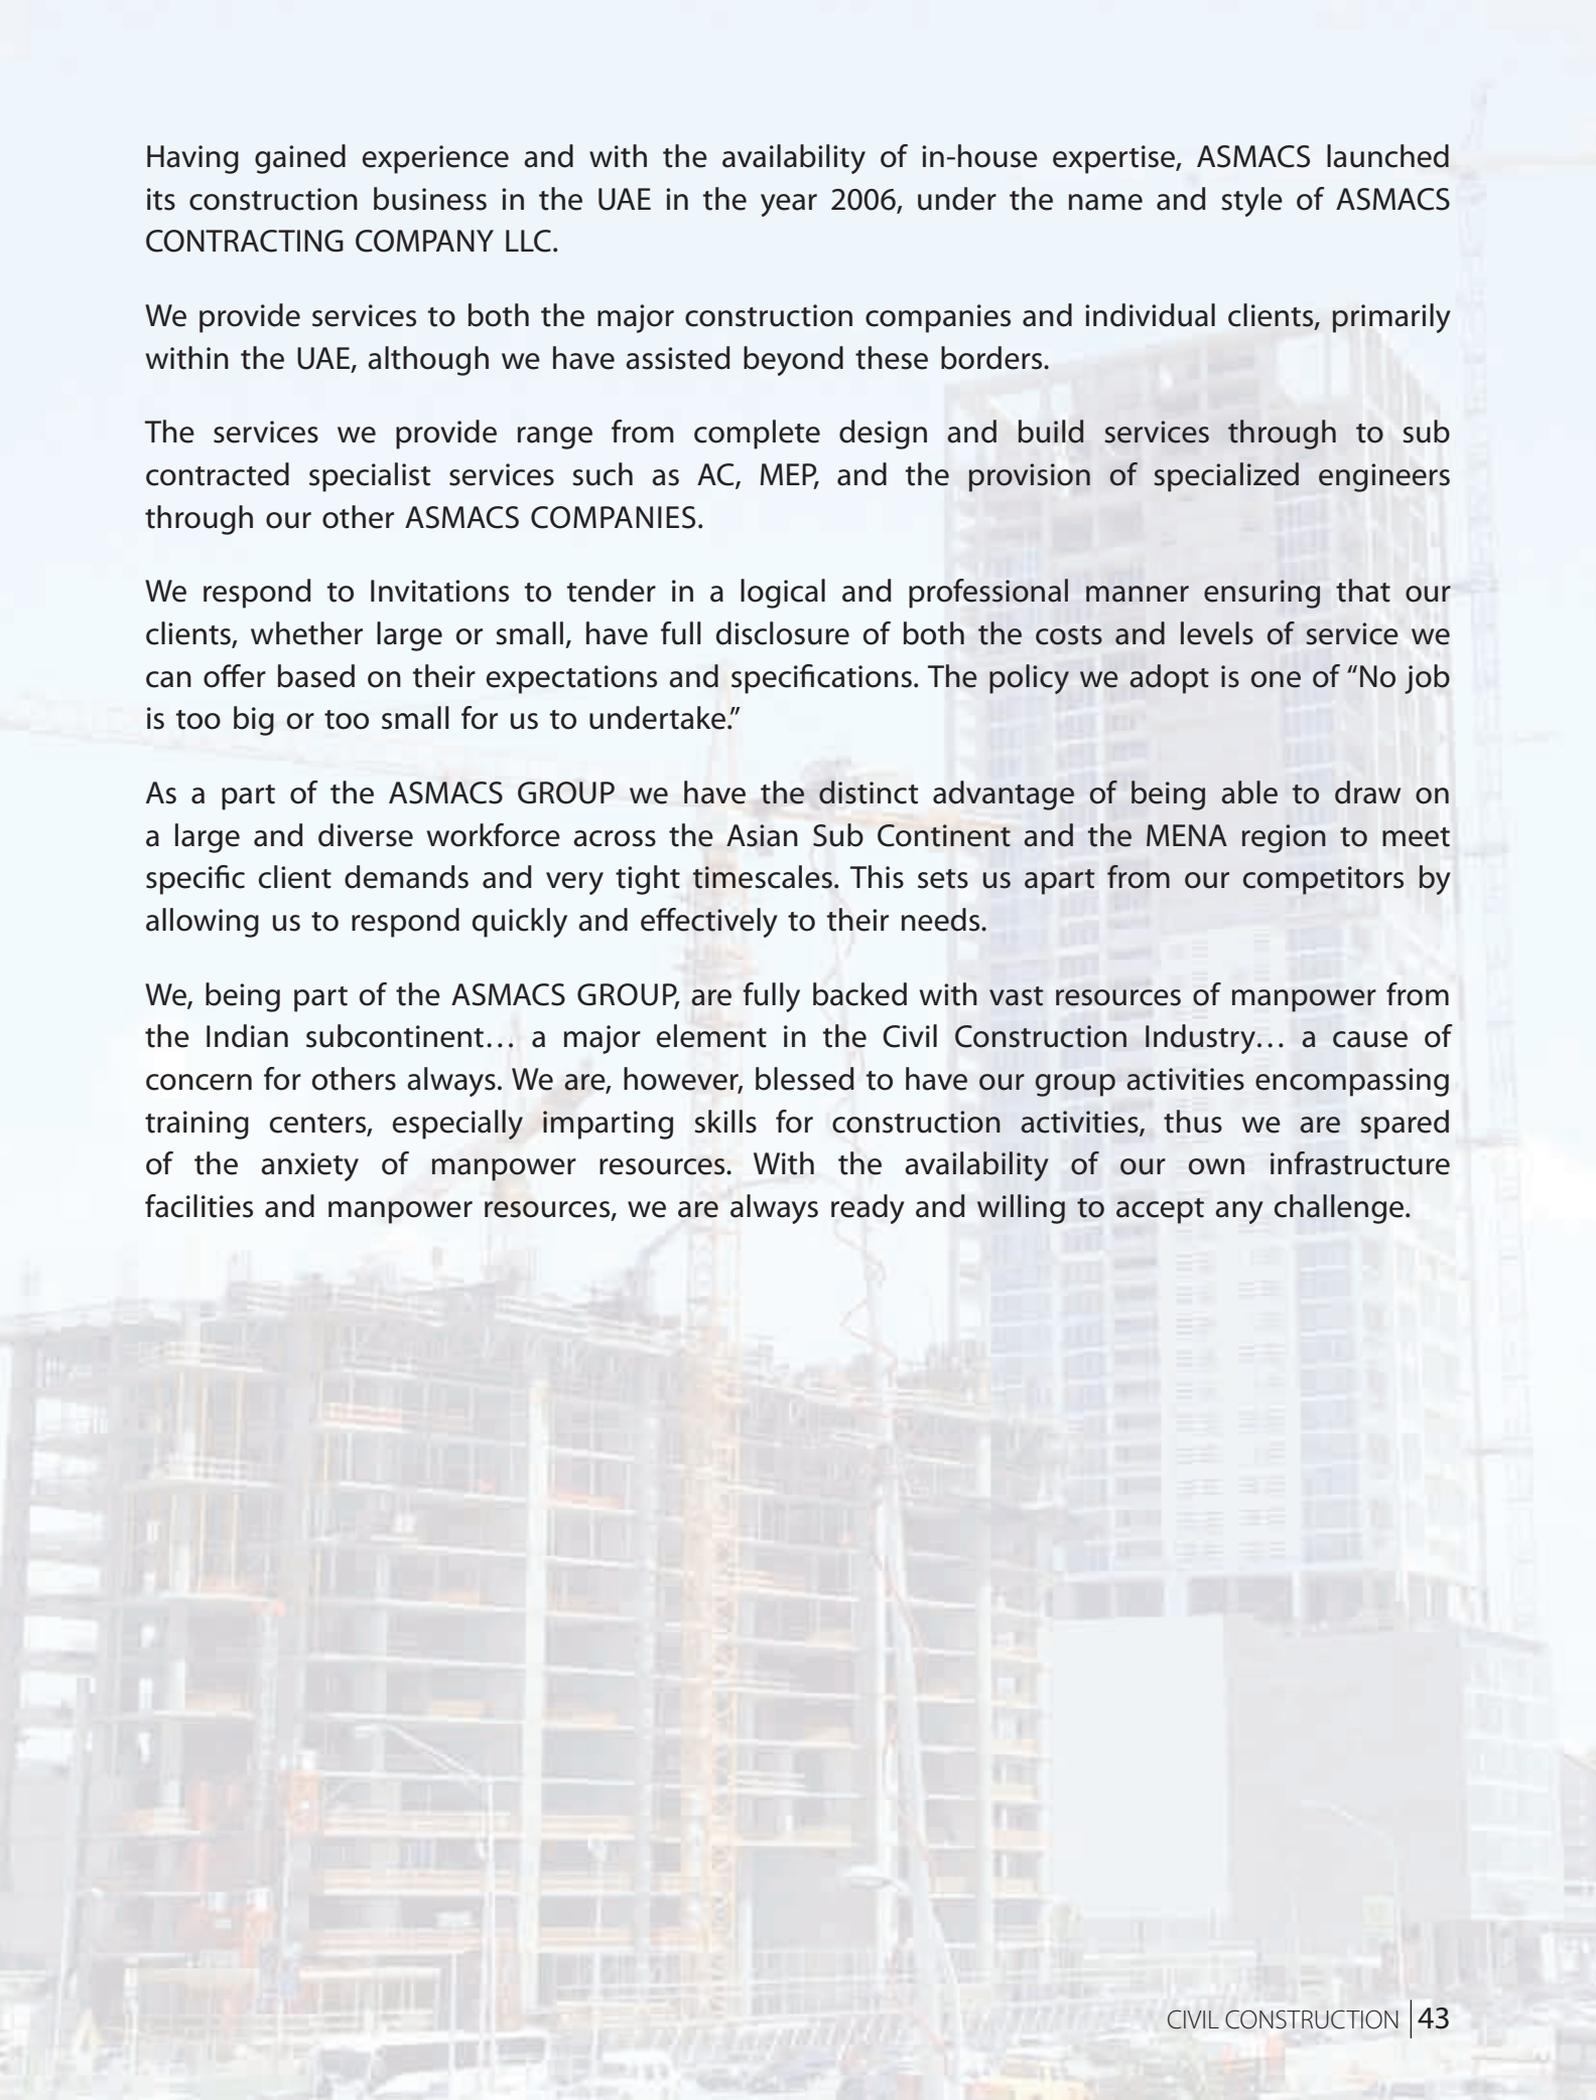 Having gained experience and with the availability of in-house expertise, ASMACS launched
its construction business in the UAE in the year 2006, under the name and style of ASMACS
CONTRACTING COMPANY LLC.
We provide services to both the major construction companies and individual clients, primarily
within the UAE, although we have assisted beyond these borders.
The services we provide range from complete design and build services through to sub
contracted specialist services such as AC, MEP, and the provision of specialized engineers
through our other ASMACS COMPANIES.
We respond to Invitations to tender in a logical and professional manner ensuring that our
clients, whether large or small, have full disclosure of both the costs and levels of service we
can offer based on their expectations and specifications. The policy we adopt is one of “No job
is too big or too small for us to undertake.”
As a part of the ASMACS GROUP we have the distinct advantage of being able to draw on
a large and diverse workforce across the Asian Sub Continent and the MENA region to meet
specific client demands and very tight timescales. This sets us apart from our competitors by
allowing us to respond quickly and effectively to their needs.
We, being part of the ASMACS GROUP, are fully backed with vast resources of manpower from
the Indian subcontinent… a major element in the Civil Construction Industry… a cause of
concern for others always. We are, however, blessed to have our group activities encompassing
training centers, especially imparting skills for construction activities, thus we are spared
of the anxiety of manpower resources. With the availability of our own infrastructure
facilities and manpower resources, we are always ready and willing to accept any challenge.
CIVIL CONSTRUCTION | 43